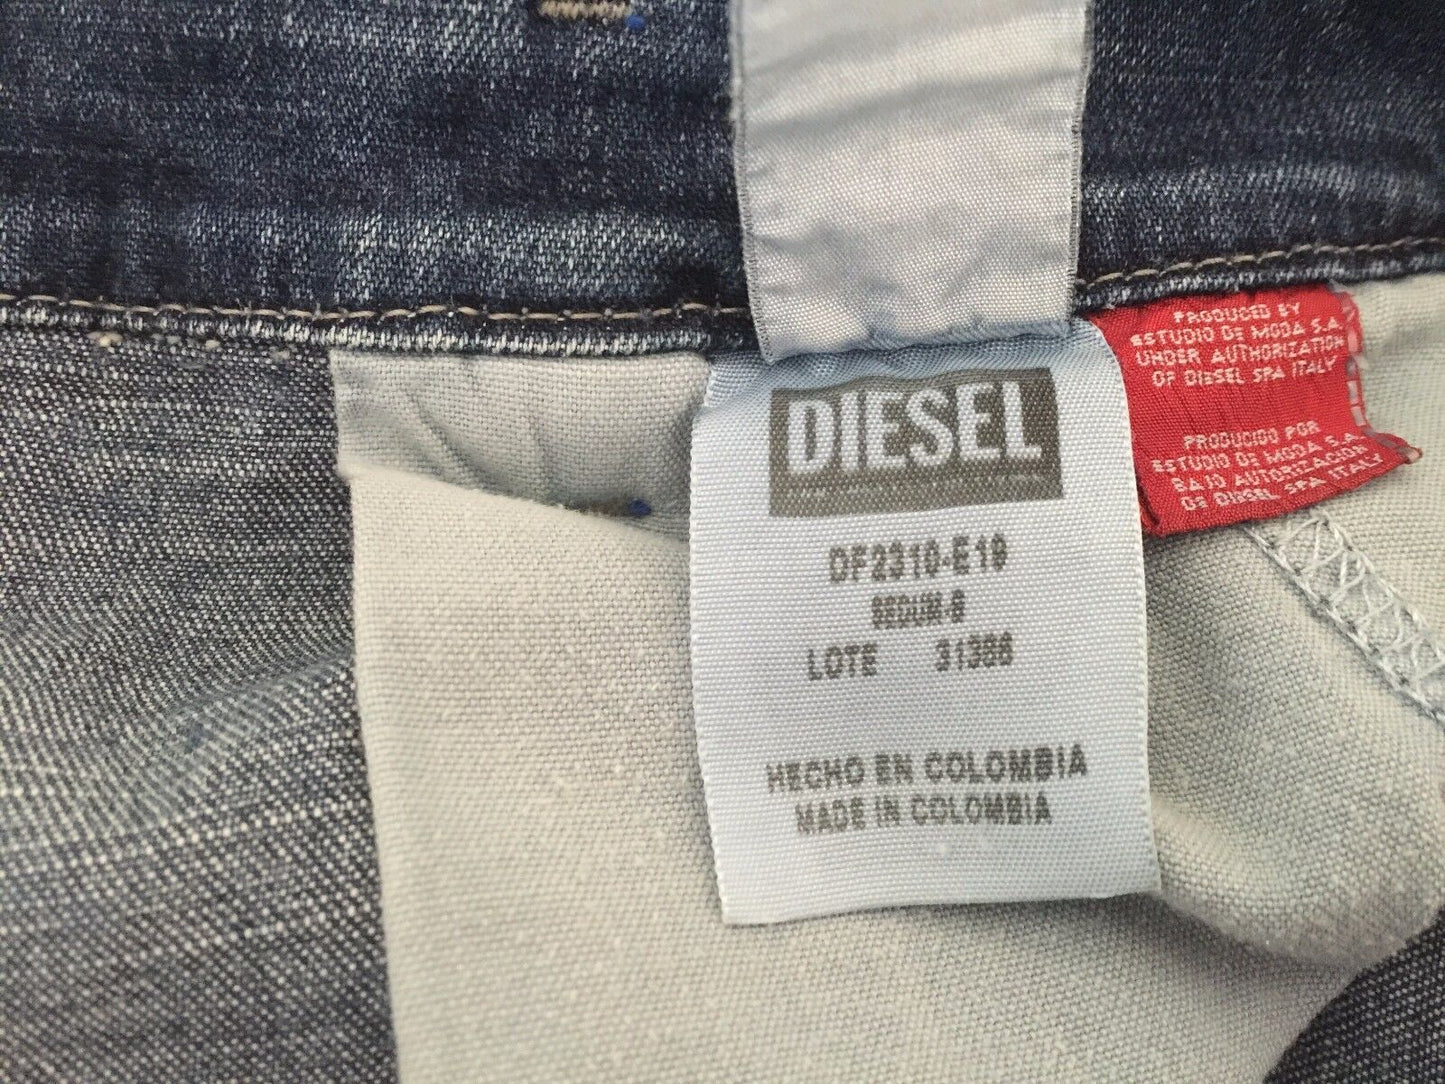 DIESEL
DF2310-E19
SEDUM-B
LOTE 31386
HECHO EN COLOMBIA
MADE IN COLOMBIA
PRODUCED BY
ESTUDIO DE MODA S.A.
UNDER AUTHORIZATION
OF DIESEL SPA ITALY
PRODUCIDO POR
ESTUDIO DE MODA S.A.
BAJO AUTORIZACION
DE DIESEL SPA ITALY